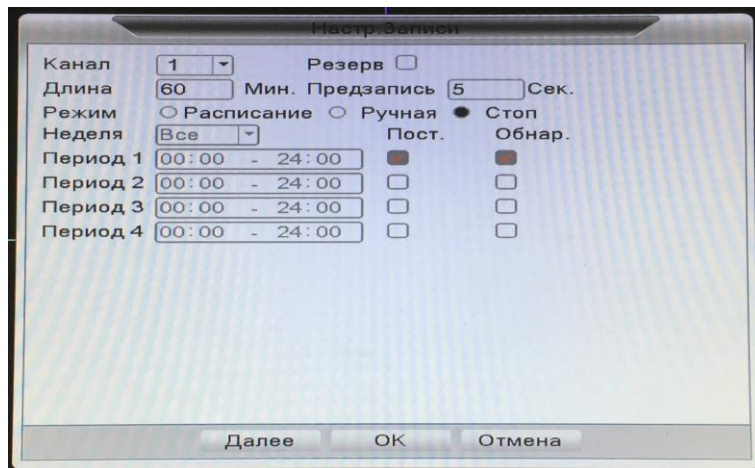 Настр.Записи
Канал 1 Резерв
Длина 60 Мин. Предзапись 5 Сек.
Режим Расписание Ручная Стоп
Неделя Все Пост. Обнар.
Период 1 00:00 - 24:00
Период 2 00:00 - 24:00
Период 3 00:00 - 24:00
Период 4 00:00 - 24:00
Далее OK Отмена